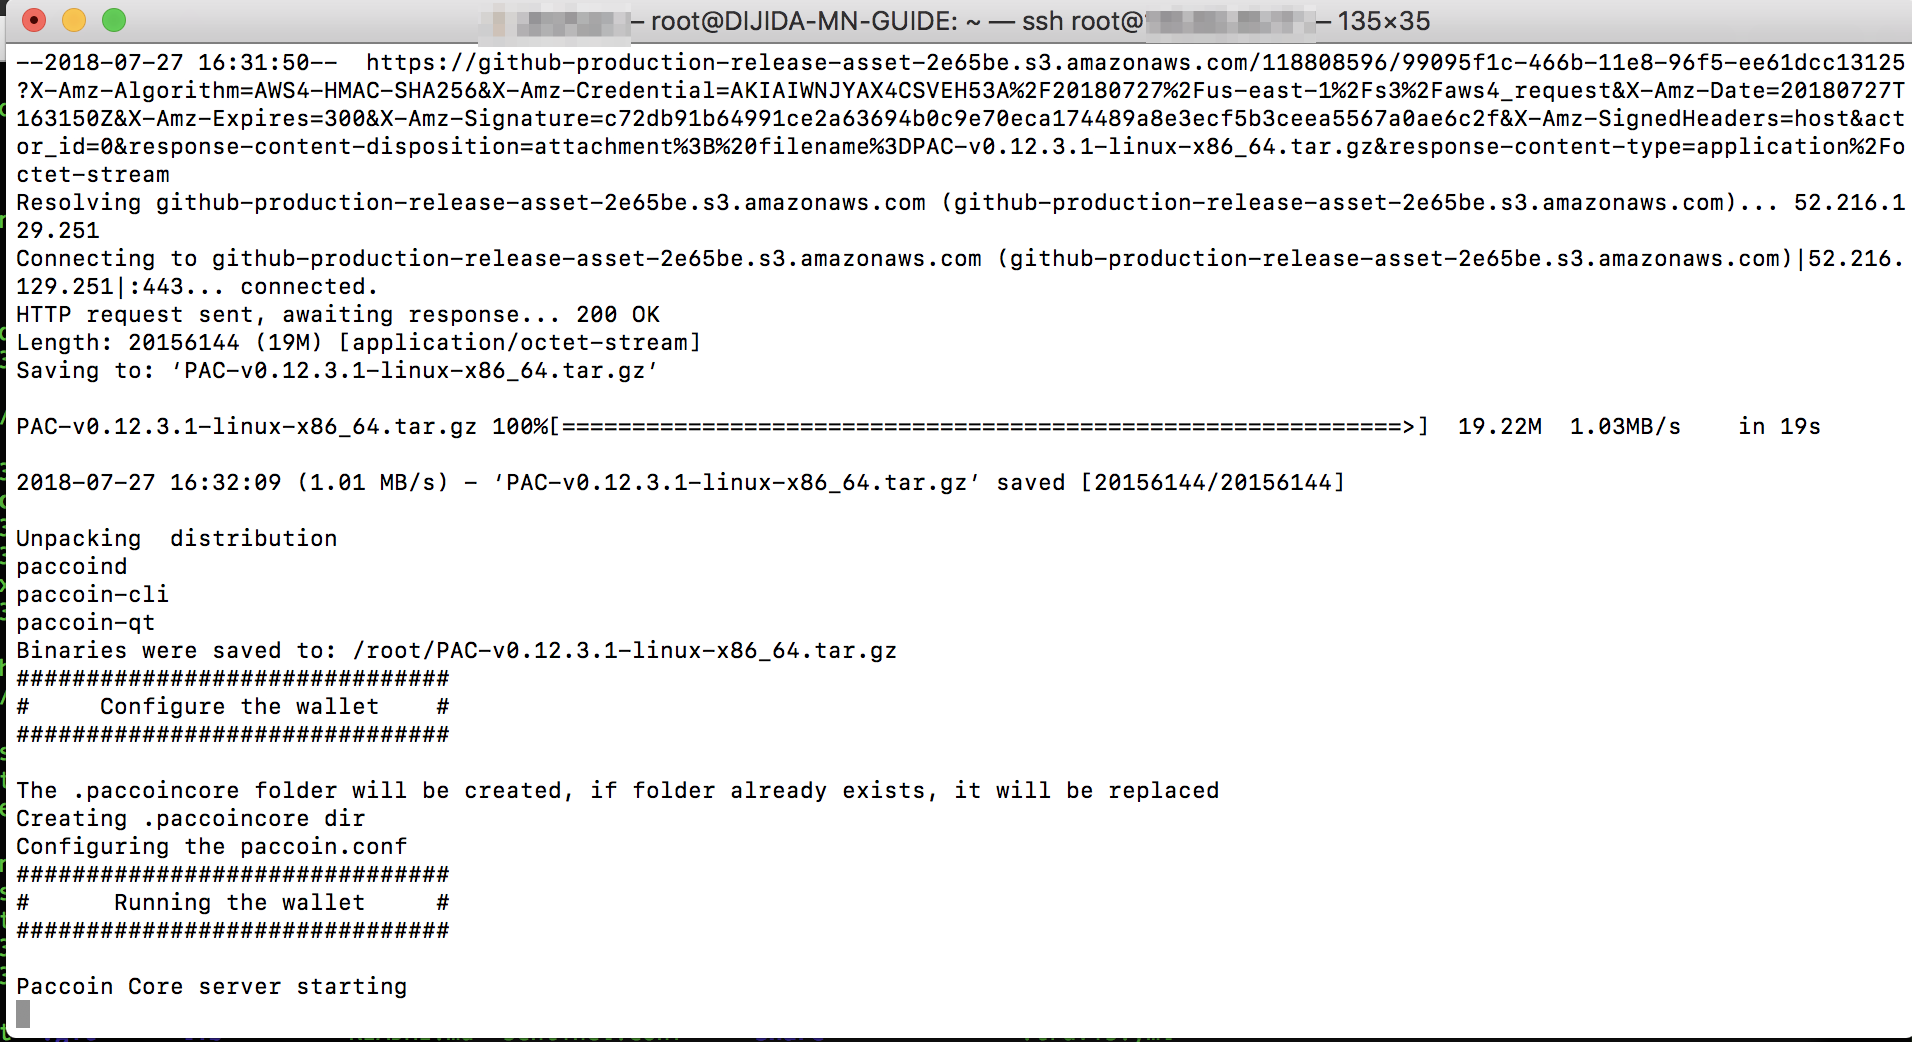 — root@DIJIDA-MN-GUIDE: ~ — ssh root@ — 135×35
--2018-07-27 16:31:50--  https://github-production-release-asset-2e65be.s3.amazonaws.com/118808596/99095f1c-466b-11e8-96f5-ee61dcc13125
?X-Amz-Algorithm=AWS4-HMAC-SHA256&X-Amz-Credential=AKIAIWNJYAX4CSVEH53A%2F20180727%2Fus-east-1%2Fs3%2Faws4_request&X-Amz-Date=20180727T
163150Z&X-Amz-Expires=300&X-Amz-Signature=c72db91b64991ce2a63694b0c9e70eca174489a8e3ecf5b3ceea5567a0ae6c2f&X-Amz-SignedHeaders=host&act
or_id=0&response-content-disposition=attachment%3B%20filename%3DPAC-v0.12.3.1-linux-x86_64.tar.gz&response-content-type=application%2Fo
ctet-stream
Resolving github-production-release-asset-2e65be.s3.amazonaws.com (github-production-release-asset-2e65be.s3.amazonaws.com)... 52.216.1
29.251
Connecting to github-production-release-asset-2e65be.s3.amazonaws.com (github-production-release-asset-2e65be.s3.amazonaws.com)|52.216.
129.251|:443... connected.
HTTP request sent, awaiting response... 200 OK
Length: 20156144 (19M) [application/octet-stream]
Saving to: ‘PAC-v0.12.3.1-linux-x86_64.tar.gz’
PAC-v0.12.3.1-linux-x86_64.tar.gz 100%[============================================================>]  19.22M  1.03MB/s    in 19s
2018-07-27 16:32:09 (1.01 MB/s) - ‘PAC-v0.12.3.1-linux-x86_64.tar.gz’ saved [20156144/20156144]
Unpacking  distribution
paccoind
paccoin-cli
paccoin-qt
Binaries were saved to: /root/PAC-v0.12.3.1-linux-x86_64.tar.gz
###############################
#     Configure the wallet    #
###############################
The .paccoincore folder will be created, if folder already exists, it will be replaced
Creating .paccoincore dir
Configuring the paccoin.conf
###############################
#      Running the wallet     #
###############################
Paccoin Core server starting